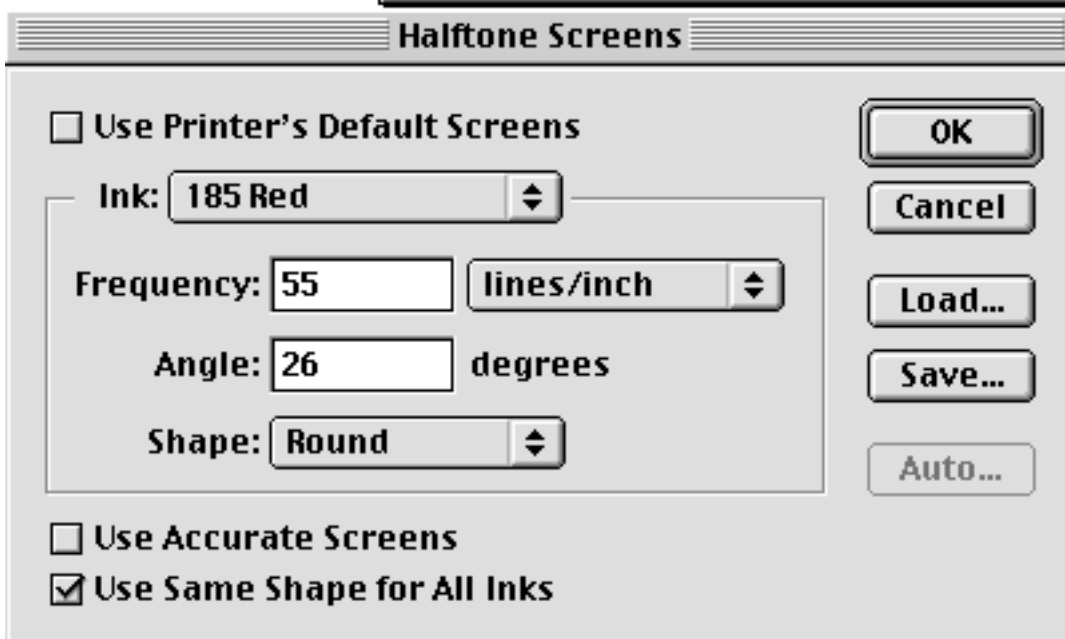 Halftone Screens
Use Printer's Default Screens
OK
Ink: 185 Red
Cancel
Frequency: 55 lines/inch
Load...
Angle: 26 degrees
Save...
Shape: Round
Auto...
Use Accurate Screens
Use Same Shape for All Inks